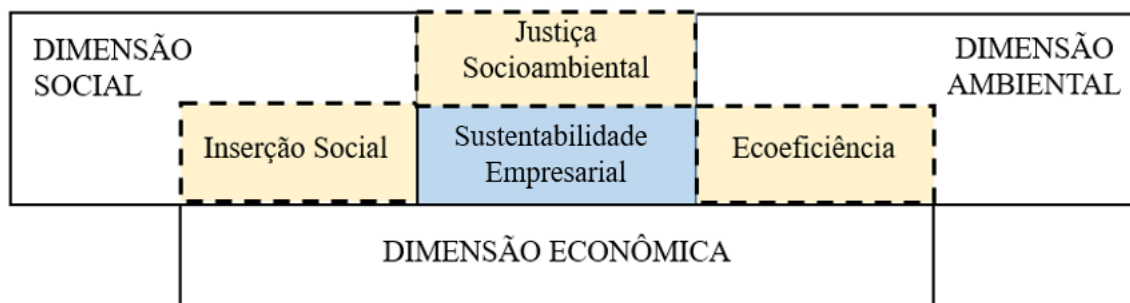 DIMENSÃO
SOCIAL
Justiça
Socioambiental
DIMENSÃO
AMBIENTAL
Inserção Social
Sustentabilidade
Empresarial
Ecoeficiência
DIMENSÃO ECONÔMICA